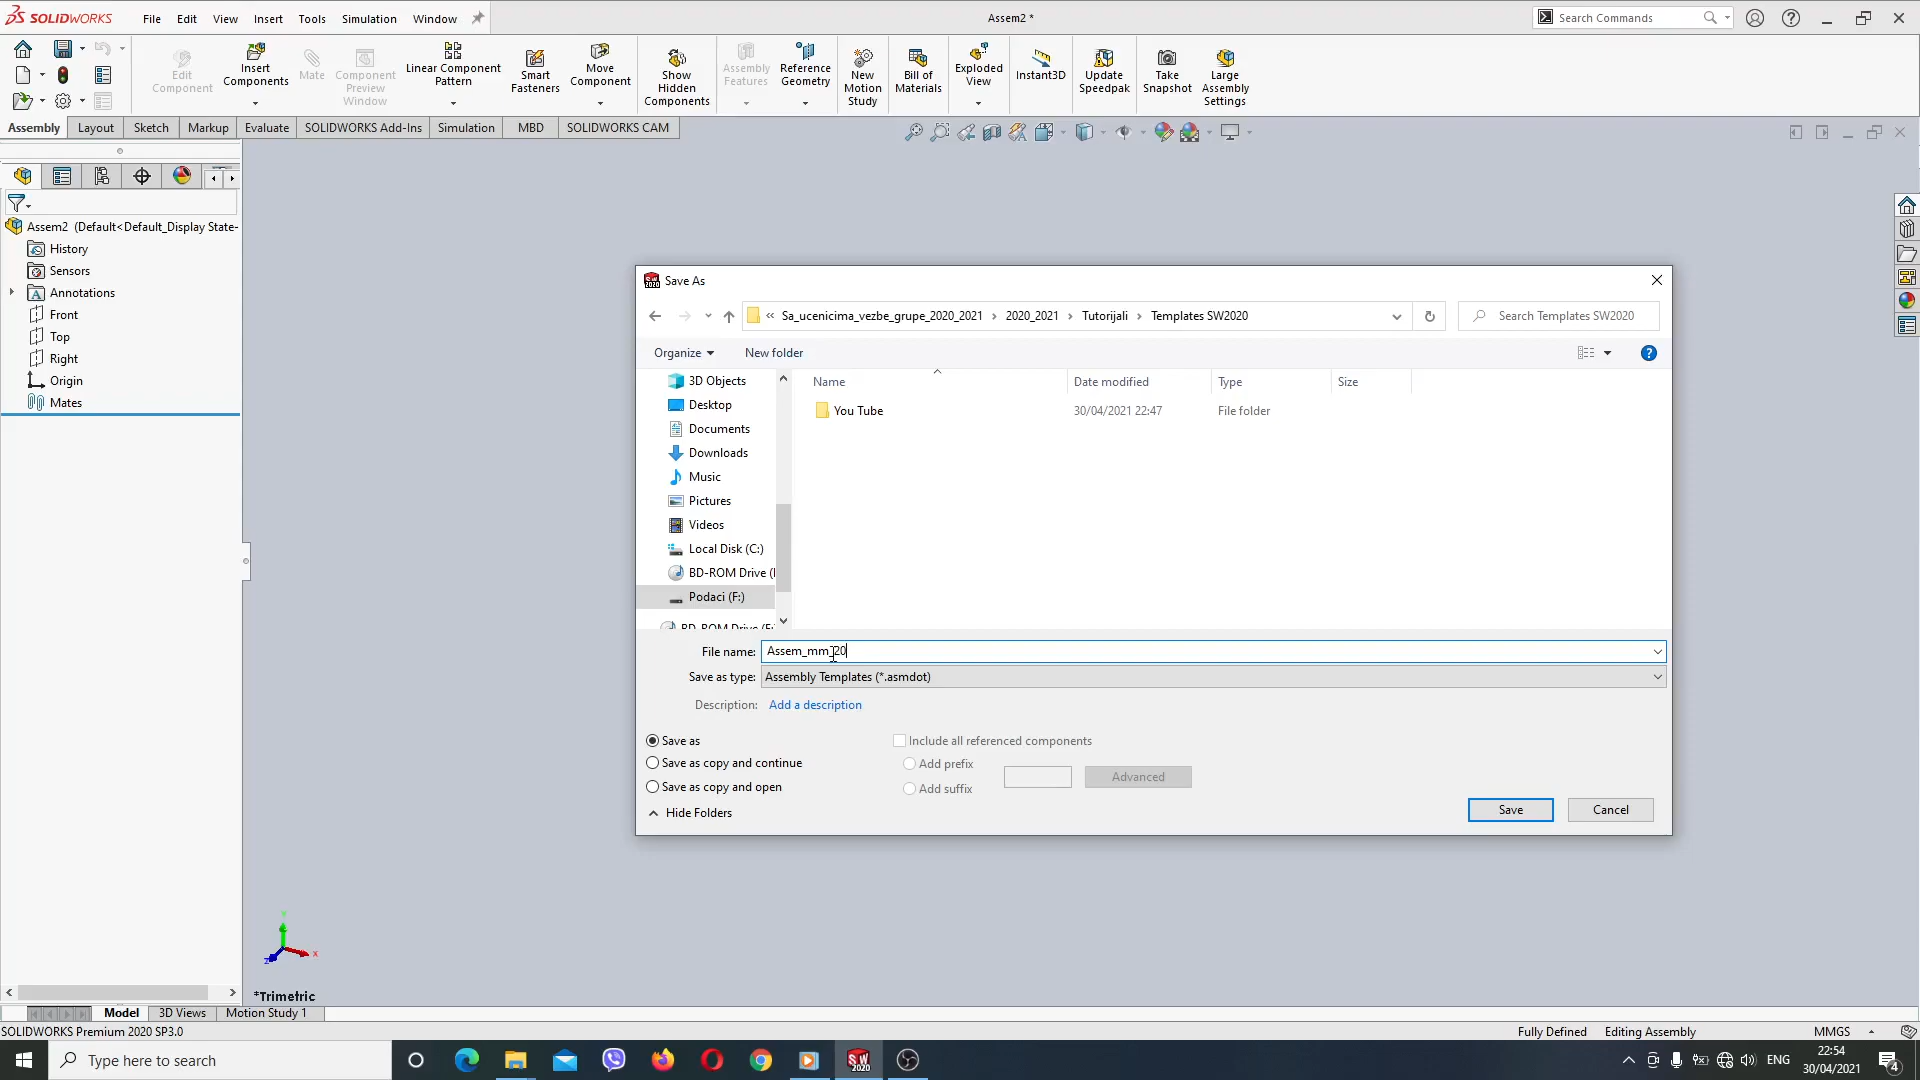 SOLIDWORKS File Edit View Insert Tools Simulation Window Assem2 * Search Commands
Edit Component
Insert Components
Mate
Component Preview Window
Linear Component Pattern
Smart Fasteners
Move Component
Show Hidden Components
Assembly Features
Reference Geometry
New Motion Study
Bill of Materials
Exploded View
Instant3D
Update Speedpak
Take Snapshot
Large Assembly Settings
Assembly Layout Sketch Markup Evaluate SOLIDWORKS Add-Ins Simulation MBD SOLIDWORKS CAM
Assem2 (Default<Default_Display State-
History
Sensors
Annotations
Front
Top
Right
Origin
Mates
Save As
« Sa_ucenicima_vezbe_grupe_2020_2021 › 2020_2021 › Tutorijali › Templates SW2020 Search Templates SW2020
Organize New folder
Name Date modified Type Size
You Tube 30/04/2021 22:47 File folder
3D Objects
Desktop
Documents
Downloads
Music
Pictures
Videos
Local Disk (C:)
BD-ROM Drive (
Podaci (F:)
File name: Assem_mm_20
Save as type: Assembly Templates (*.asmdot)
Description: Add a description
Save as
Save as copy and continue
Save as copy and open
Include all referenced components
Add prefix
Add suffix
Advanced
Hide Folders
Save Cancel
Y
X
Z
*Trimetric
Model 3D Views Motion Study 1
SOLIDWORKS Premium 2020 SP3.0 Fully Defined Editing Assembly MMGS
Type here to search
SW 2020
ENG
22:54
30/04/2021
4